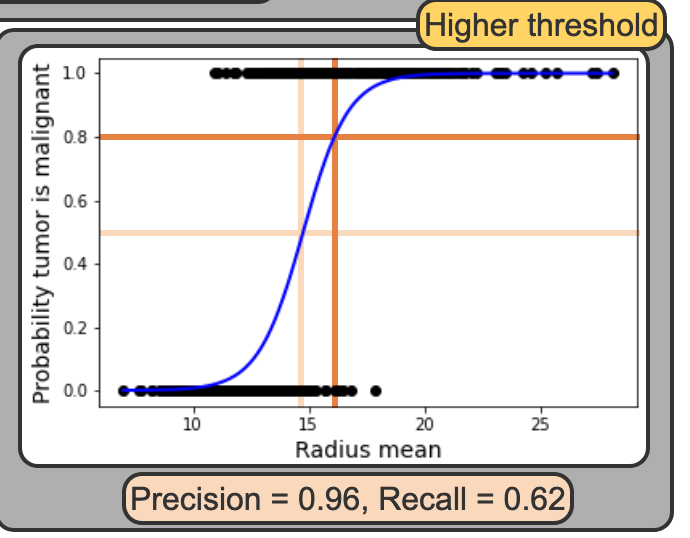 Higher threshold
Probability tumor is malignant
1.0
0.8
0.6
0.4
0.2
0.0
10 15 20 25
Radius mean
Precision = 0.96, Recall = 0.62